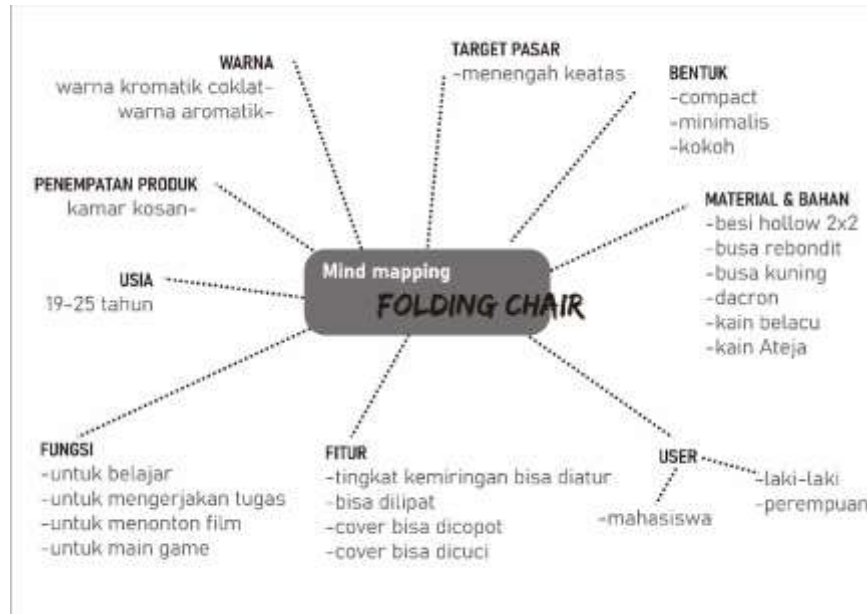 WARNA
warna kromatik coklat-
warna aromatik-
TARGET PASAR
-menengah keatas
BENTUK
-compact
-minimalis
-kokoh
PENEMPATAN PRODUK
kamar kosan-
MATERIAL & BAHAN
-besi hollow 2x2
-busa rebondit
-busa kuning
-dacron
-kain belacu
-kain Ateja
USIA
19-25 tahun
Mind mapping
FOLDING CHAIR
FUNGSI
-untuk belajar
-untuk mengerjakan tugas
-untuk menonton film
-untuk main game
FITUR
-tingkat kemiringan bisa diatur
-bisa dilipat
-cover bisa dicopot
-cover bisa dicuci
USER
-mahasiswa
-laki-laki
-perempuan